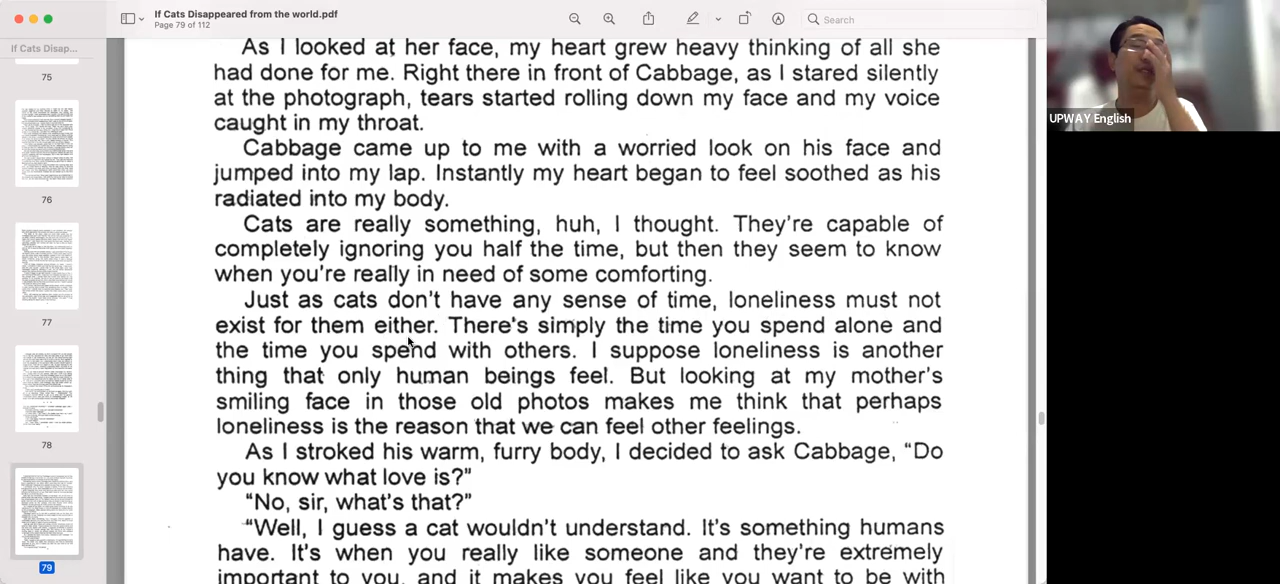 If Cats Disappeared from the world.pdf
Page 79 of 112
Search
If Cats Disap...
75
76
77
78
79
UPWAY English
As I looked at her face, my heart grew heavy thinking of all she
had done for me. Right there in front of Cabbage, as I stared silently
at the photograph, tears started rolling down my face and my voice
caught in my throat.
Cabbage came up to me with a worried look on his face and
jumped into my lap. Instantly my heart began to feel soothed as his
radiated into my body.
Cats are really something, huh, I thought. They're capable of
completely ignoring you half the time, but then they seem to know
when you're really in need of some comforting.
Just as cats don't have any sense of time, loneliness must not
exist for them either. There's simply the time you spend alone and
the time you spend with others. I suppose loneliness is another
thing that only human beings feel. But looking at my mother's
smiling face in those old photos makes me think that perhaps
loneliness is the reason that we can feel other feelings.
As I stroked his warm, furry body, I decided to ask Cabbage, “Do
you know what love is?”
“No, sir, what's that?”
“Well, I guess a cat wouldn't understand. It's something humans
have. It's when you really like someone and they're extremely
important to you, and it makes you feel like you want to be with